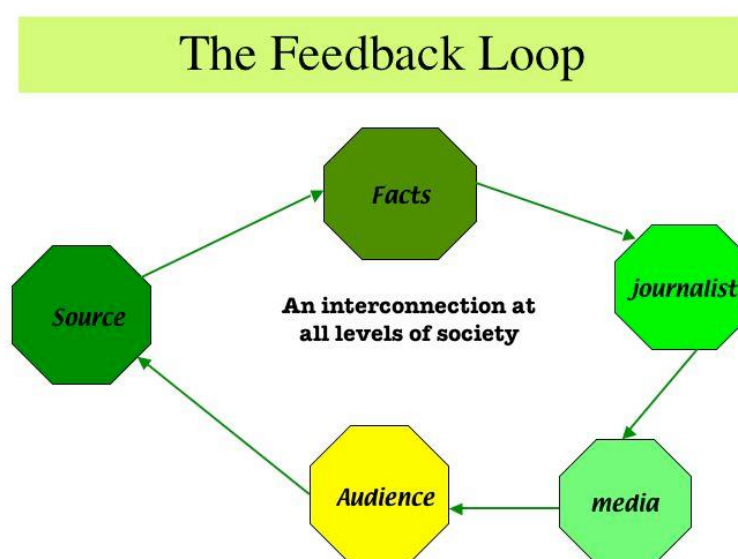 The Feedback Loop
Facts
journalist
Source
An interconnection at
all levels of society
Audience
media